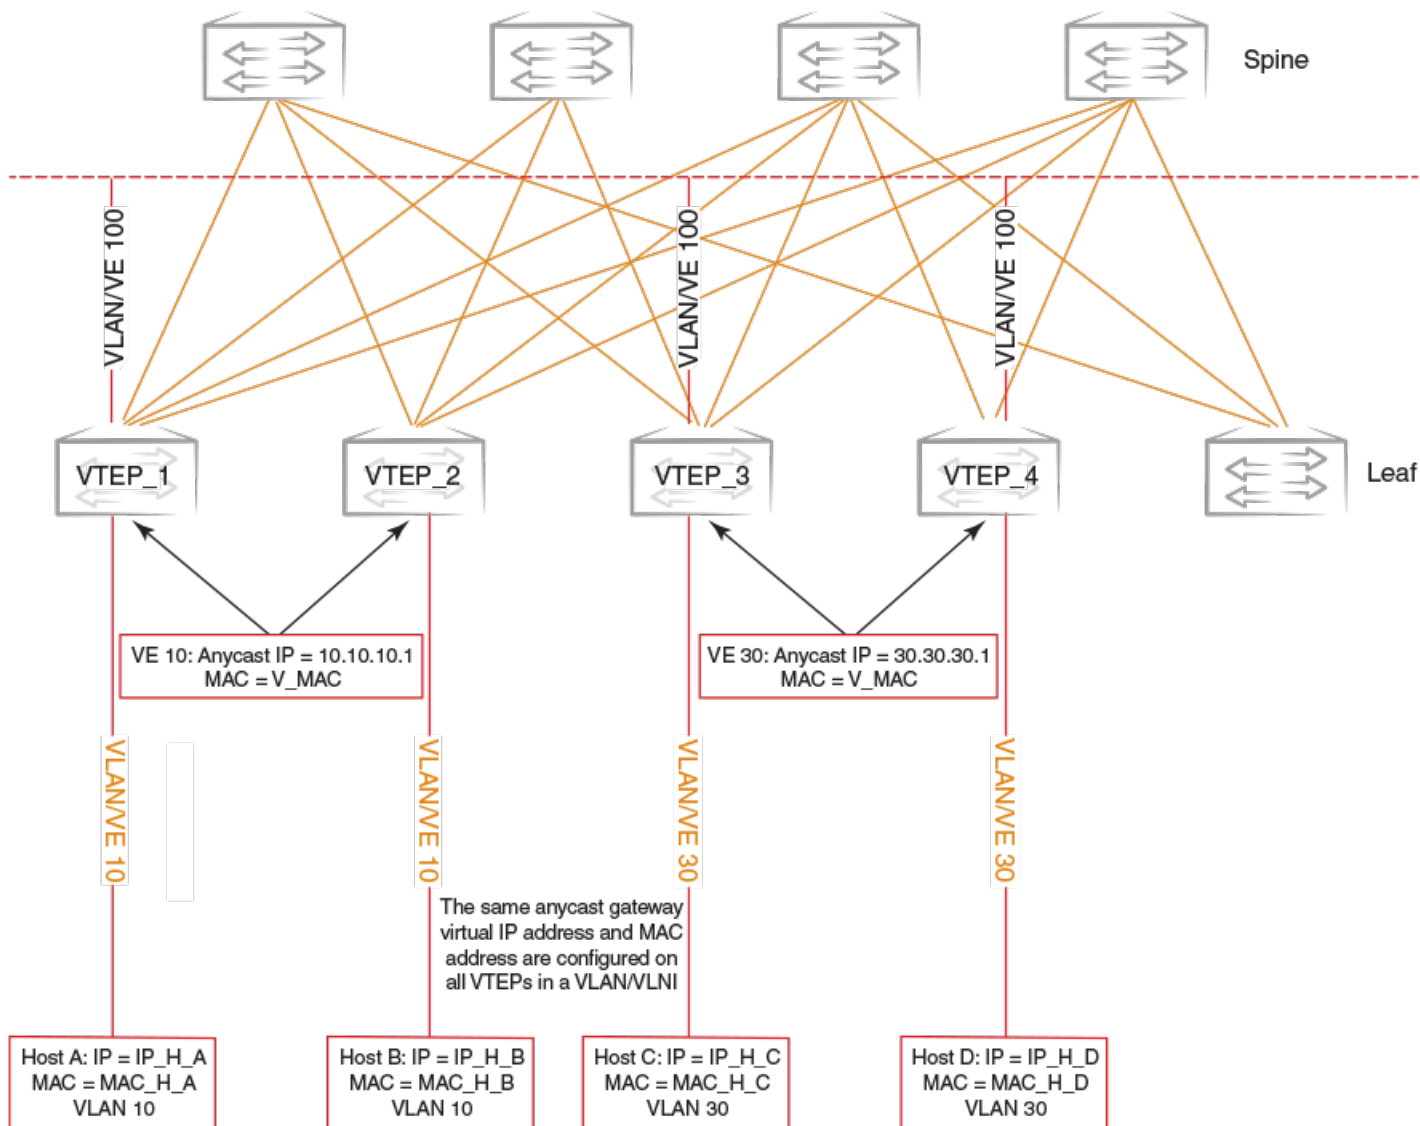 Spine
VLAN/VE 100
VLAN/VE 100
VLAN/VE 100
VTEP_1
VTEP_2
VTEP_3
VTEP_4
Leaf
VE 10: Anycast IP = 10.10.10.1
MAC = V_MAC
VE 30: Anycast IP = 30.30.30.1
MAC = V_MAC
VLAN/VE 10
VLAN/VE 10
VLAN/VE 30
VLAN/VE 30
The same anycast gateway
virtual IP address and MAC
address are configured on
all VTEPs in a VLAN/VLNI
Host A: IP = IP_H_A
MAC = MAC_H_A
VLAN 10
Host B: IP = IP_H_B
MAC = MAC_H_B
VLAN 10
Host C: IP = IP_H_C
MAC = MAC_H_C
VLAN 30
Host D: IP = IP_H_D
MAC = MAC_H_D
VLAN 30